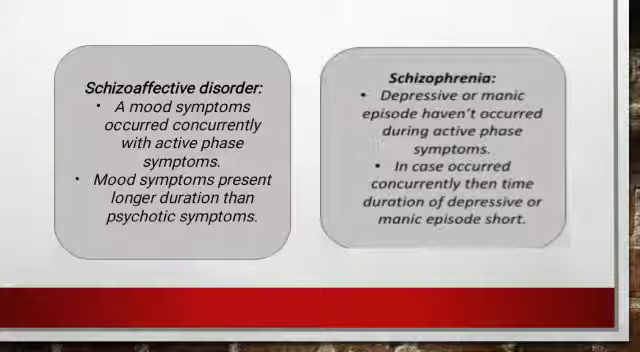 Schizoaffective disorder:
• A mood symptoms
occurred concurrently
with active phase
symptoms.
• Mood symptoms present
longer duration than
psychotic symptoms.
Schizophrenia:
• Depressive or manic
episode haven't occurred
during active phase
symptoms.
• In case occurred
concurrently then time
duration of depressive or
manic episode short.